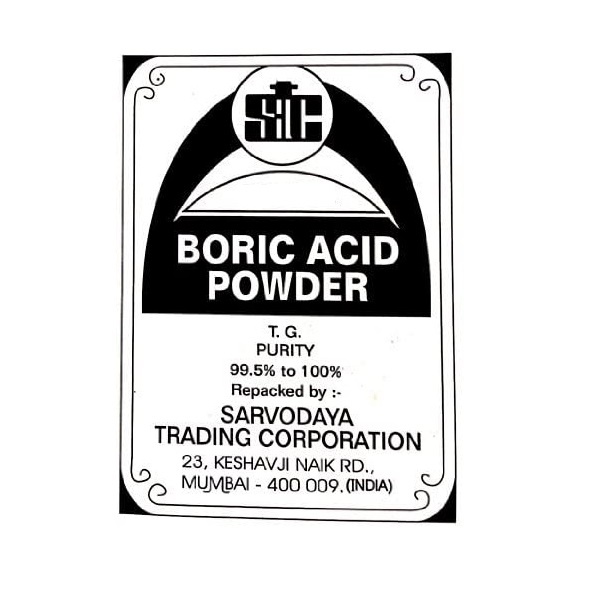 STC
BORIC ACID
POWDER
T. G.
PURITY
99.5% to 100%
Repacked by :-
SARVODAYA
TRADING CORPORATION
23, KESHAVJI NAIK RD.,
MUMBAI - 400 009. (INDIA)